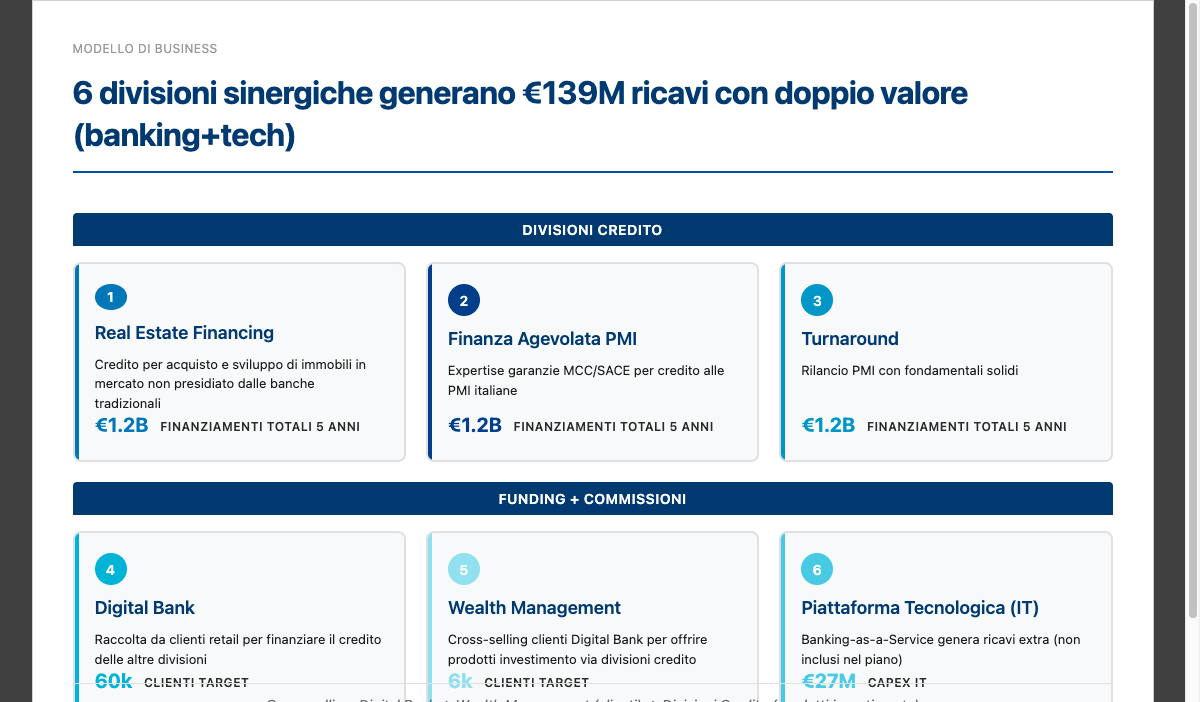 MODELLO DI BUSINESS
6 divisioni sinergiche generano €139M ricavi con doppio valore
(banking+tech)
DIVISIONI CREDITO
1
Real Estate Financing
Credito per acquisto e sviluppo di immobili in
mercato non presidiato dalle banche
tradizionali
€1.2B FINANZIAMENTI TOTALI 5 ANNI
2
Finanza Agevolata PMI
Expertise garanzie MCC/SACE per credito alle
PMI italiane
€1.2B FINANZIAMENTI TOTALI 5 ANNI
3
Turnaround
Rilancio PMI con fondamentali solidi
€1.2B FINANZIAMENTI TOTALI 5 ANNI
FUNDING + COMMISSIONI
4
Digital Bank
Raccolta da clienti retail per finanziare il credito
delle altre divisioni
60k CLIENTI TARGET
5
Wealth Management
Cross-selling clienti Digital Bank per offrire
prodotti investimento via divisioni credito
6k CLIENTI TARGET
6
Piattaforma Tecnologica (IT)
Banking-as-a-Service genera ricavi extra (non
inclusi nel piano)
€27M CAPEX IT